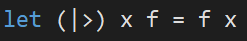 let (|>) x f = f x